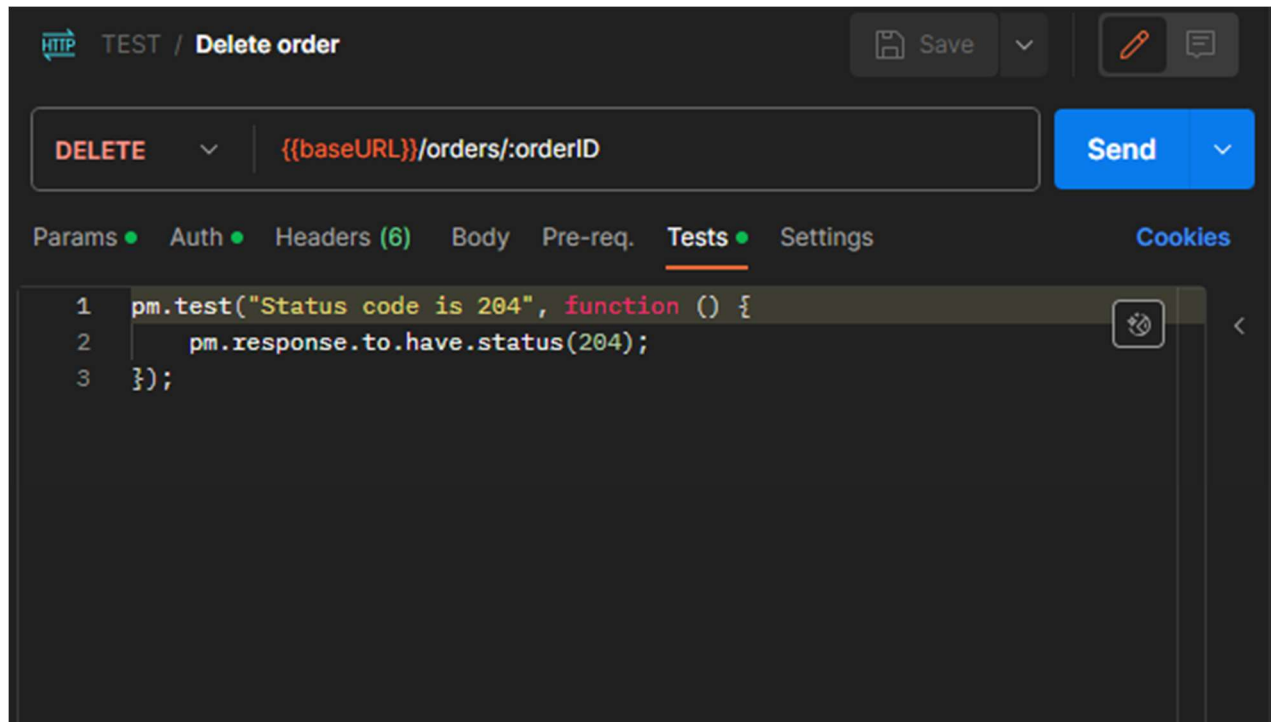 HTTP TEST / Delete order Save
DELETE {{baseURL}}/orders/:orderID Send
Params Auth Headers (6) Body Pre-req. Tests Settings Cookies
1 pm.test("Status code is 204", function () {
2 pm.response.to.have.status(204);
3 });